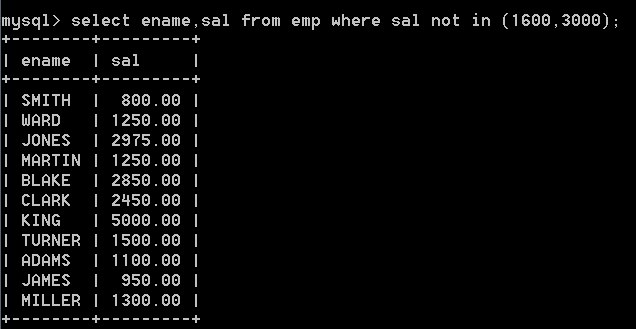 mysql> select ename,sal from emp where sal not in (1600,3000);
+--------+---------+
| ename  | sal     |
+--------+---------+
| SMITH  |  800.00 |
| WARD   | 1250.00 |
| JONES  | 2975.00 |
| MARTIN | 1250.00 |
| BLAKE  | 2850.00 |
| CLARK  | 2450.00 |
| KING   | 5000.00 |
| TURNER | 1500.00 |
| ADAMS  | 1100.00 |
| JAMES  |  950.00 |
| MILLER | 1300.00 |
+--------+---------+